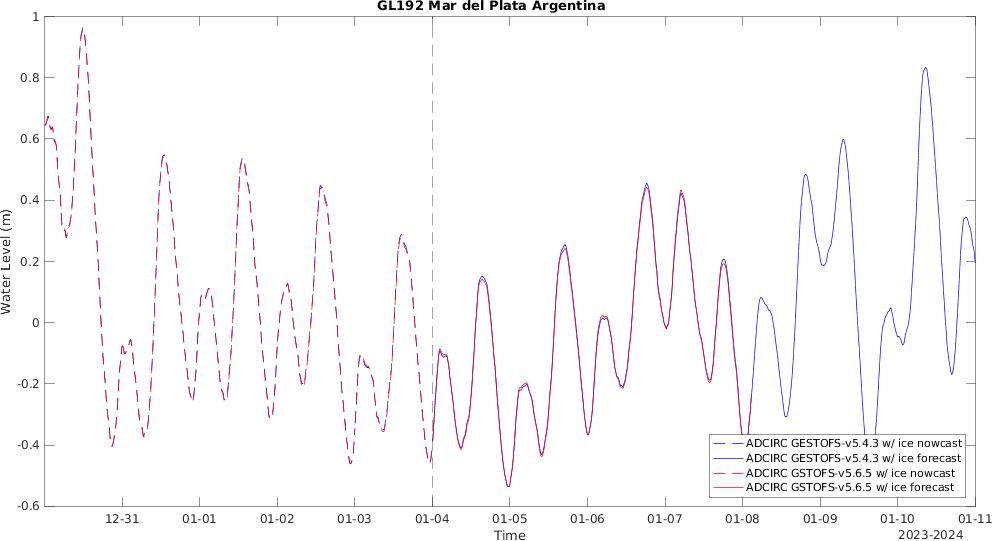 GL192 Mar del Plata Argentina
1
0.8
0.6
0.4
0.2
0
-0.2
-0.4
-0.6
Water Level (m)
ADCIRC GESTOFS-v5.4.3 w/ ice nowcast
ADCIRC GESTOFS-v5.4.3 w/ ice forecast
ADCIRC GSTOFS-v5.6.5 w/ ice nowcast
ADCIRC GSTOFS-v5.6.5 w/ ice forecast
12-31 01-01 01-02 01-03 01-04 01-05 01-06 01-07 01-08 01-09 01-10 01-11
Time
2023-2024